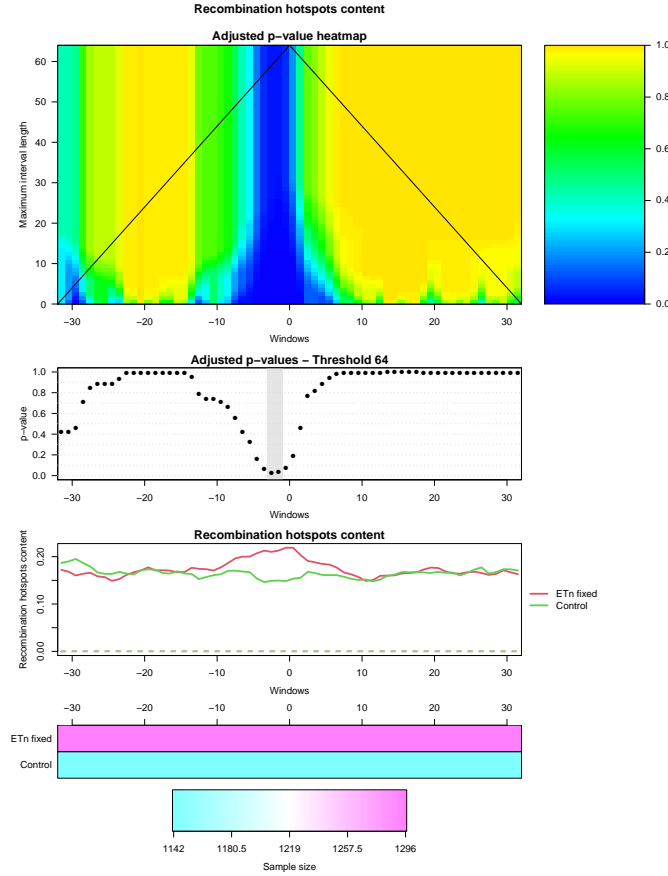 Recombination hotspots content
Adjusted p−value heatmap
Maximum interval length
60
50
40
30
20
10
0
−30 −20 −10 0 10 20 30
Windows
1.0
0.8
0.6
0.4
0.2
0.0
Adjusted p−values − Threshold 64
p−value
1.0
0.8
0.6
0.4
0.2
0.0
−30 −20 −10 0 10 20 30
Windows
Recombination hotspots content
Recombination hotspots content
0.20
0.10
0.00
−30 −20 −10 0 10 20 30
Windows
ETn fixed
Control
−30 −20 −10 0 10 20 30
ETn fixed
Control
1142 1180.5 1219 1257.5 1296
Sample size